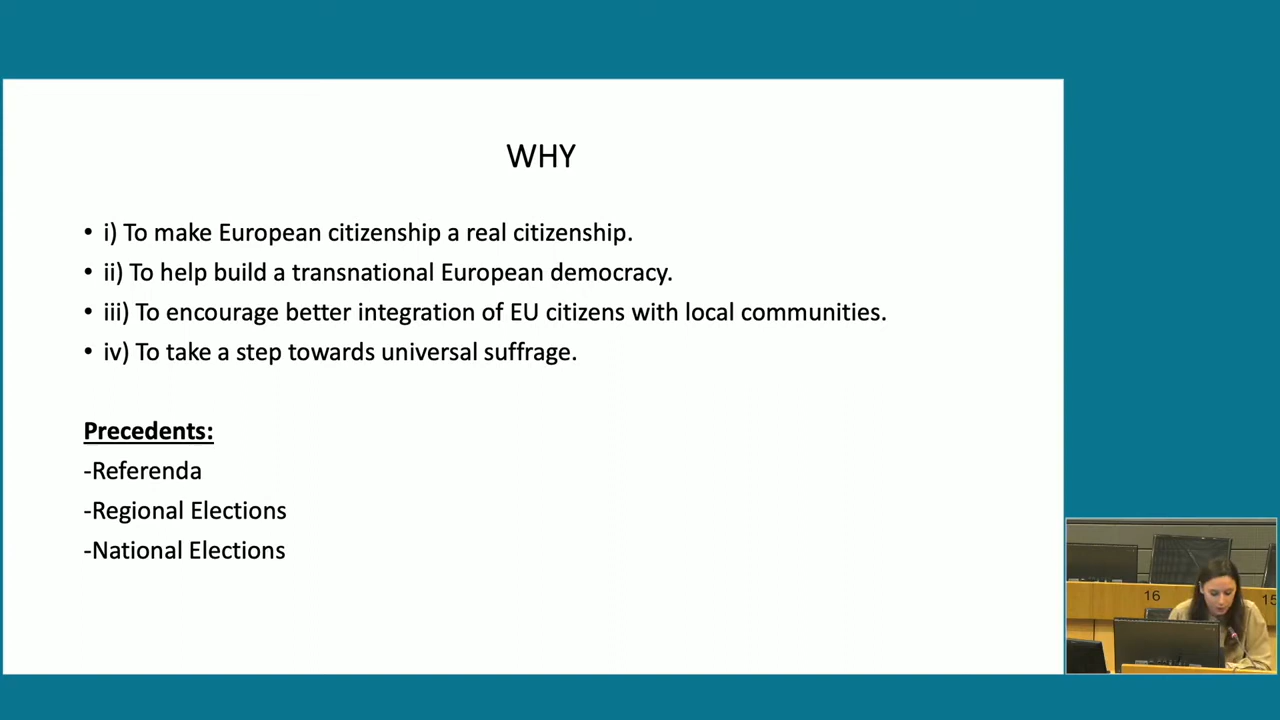 WHY
• i) To make European citizenship a real citizenship.
• ii) To help build a transnational European democracy.
• iii) To encourage better integration of EU citizens with local communities.
• iv) To take a step towards universal suffrage.
Precedents:
-Referenda
-Regional Elections
-National Elections
16
15